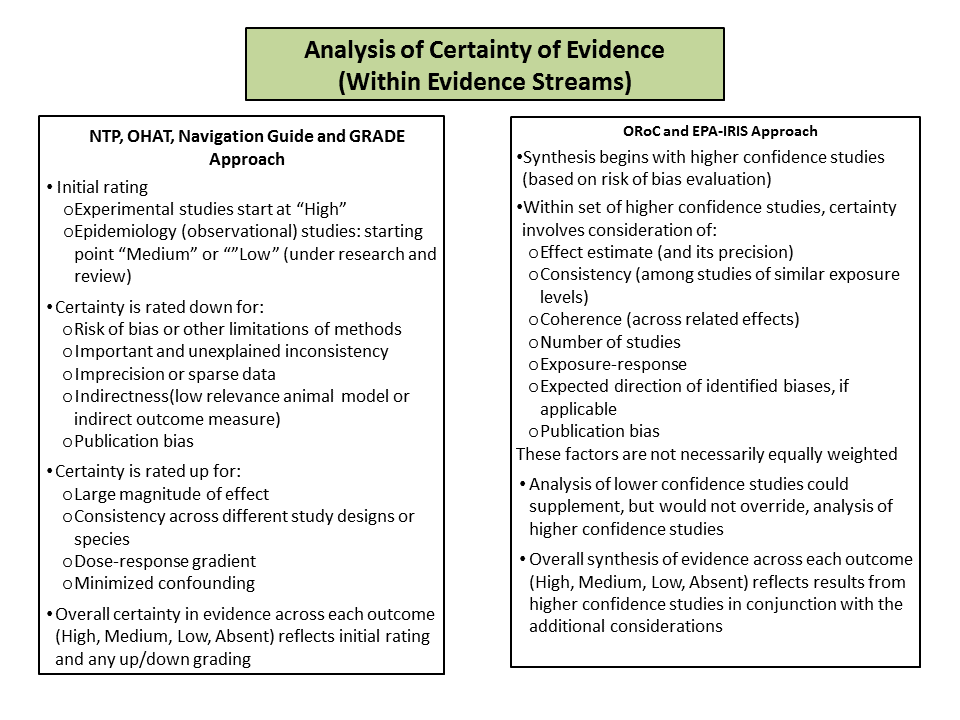 Analysis of Certainty of Evidence
(Within Evidence Streams)
NTP, OHAT, Navigation Guide and GRADE
Approach
• Initial rating
oExperimental studies start at “High”
oEpidemiology (observational) studies: starting
point “Medium” or “”Low” (under research and
review)
•Certainty is rated down for:
oRisk of bias or other limitations of methods
oImportant and unexplained inconsistency
oImprecision or sparse data
oIndirectness(low relevance animal model or
indirect outcome measure)
oPublication bias
•Certainty is rated up for:
oLarge magnitude of effect
oConsistency across different study designs or
species
oDose-response gradient
oMinimized confounding
•Overall certainty in evidence across each outcome
(High, Medium, Low, Absent) reflects initial rating
and any up/down grading
ORoC and EPA-IRIS Approach
•Synthesis begins with higher confidence studies
(based on risk of bias evaluation)
•Within set of higher confidence studies, certainty
involves consideration of:
oEffect estimate (and its precision)
oConsistency (among studies of similar exposure
levels)
oCoherence (across related effects)
oNumber of studies
oExposure-response
oExpected direction of identified biases, if
applicable
oPublication bias
These factors are not necessarily equally weighted
•Analysis of lower confidence studies could
supplement, but would not override, analysis of
higher confidence studies
•Overall synthesis of evidence across each outcome
(High, Medium, Low, Absent) reflects results from
higher confidence studies in conjunction with the
additional considerations